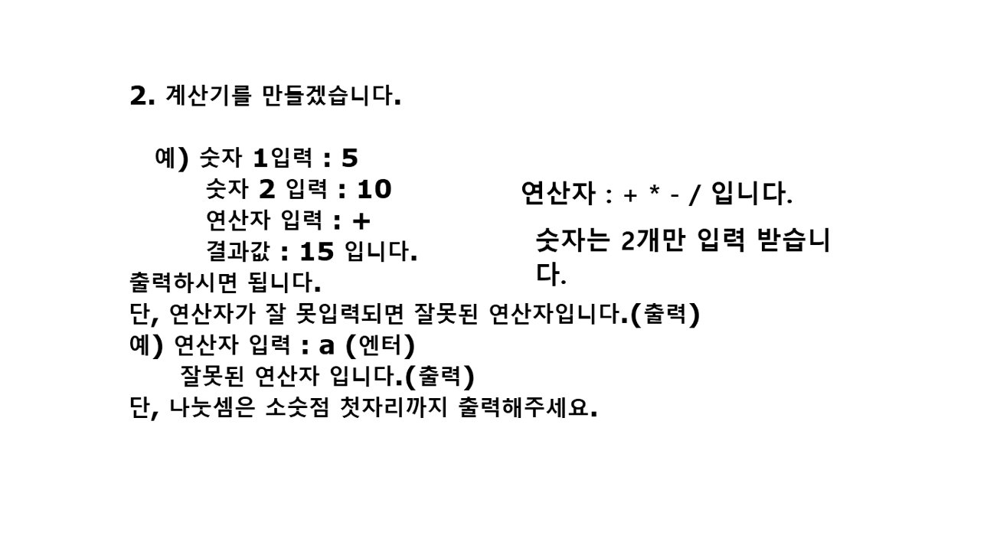 2. 계산기를 만들겠습니다.
예) 숫자 1입력 : 5
숫자 2 입력 : 10
연산자 입력 : +
결과값 : 15 입니다.
출력하시면 됩니다.
단, 연산자가 잘 못입력되면 잘못된 연산자입니다.(출력)
예) 연산자 입력 : a (엔터)
잘못된 연산자 입니다.(출력)
단, 나눗셈은 소숫점 첫자리까지 출력해주세요.
연산자 : + * - / 입니다.
숫자는 2개만 입력 받습니
다.